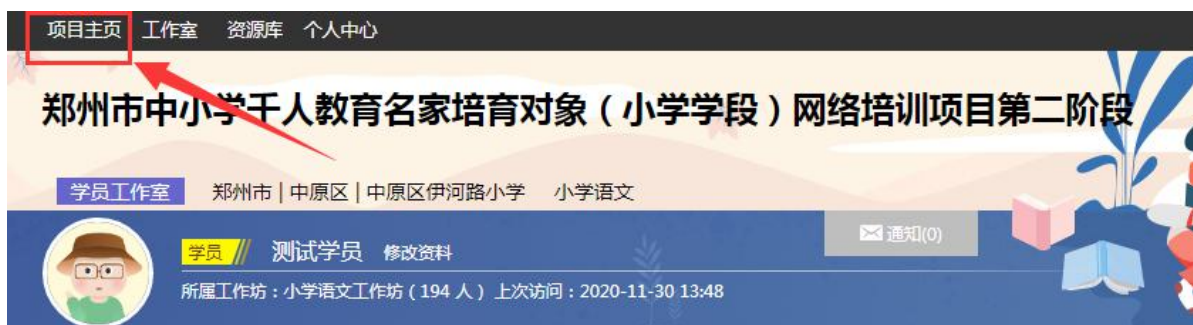 项目主页 工作室 资源库 个人中心
郑州市中小学千人教育名家培育对象（小学学段）网络培训项目第二阶段
学员工作室 郑州市 | 中原区 | 中原区伊河路小学 小学语文
通知(0)
学员 测试学员 修改资料
所属工作坊：小学语文工作坊（194 人）上次访问：2020-11-30 13:48